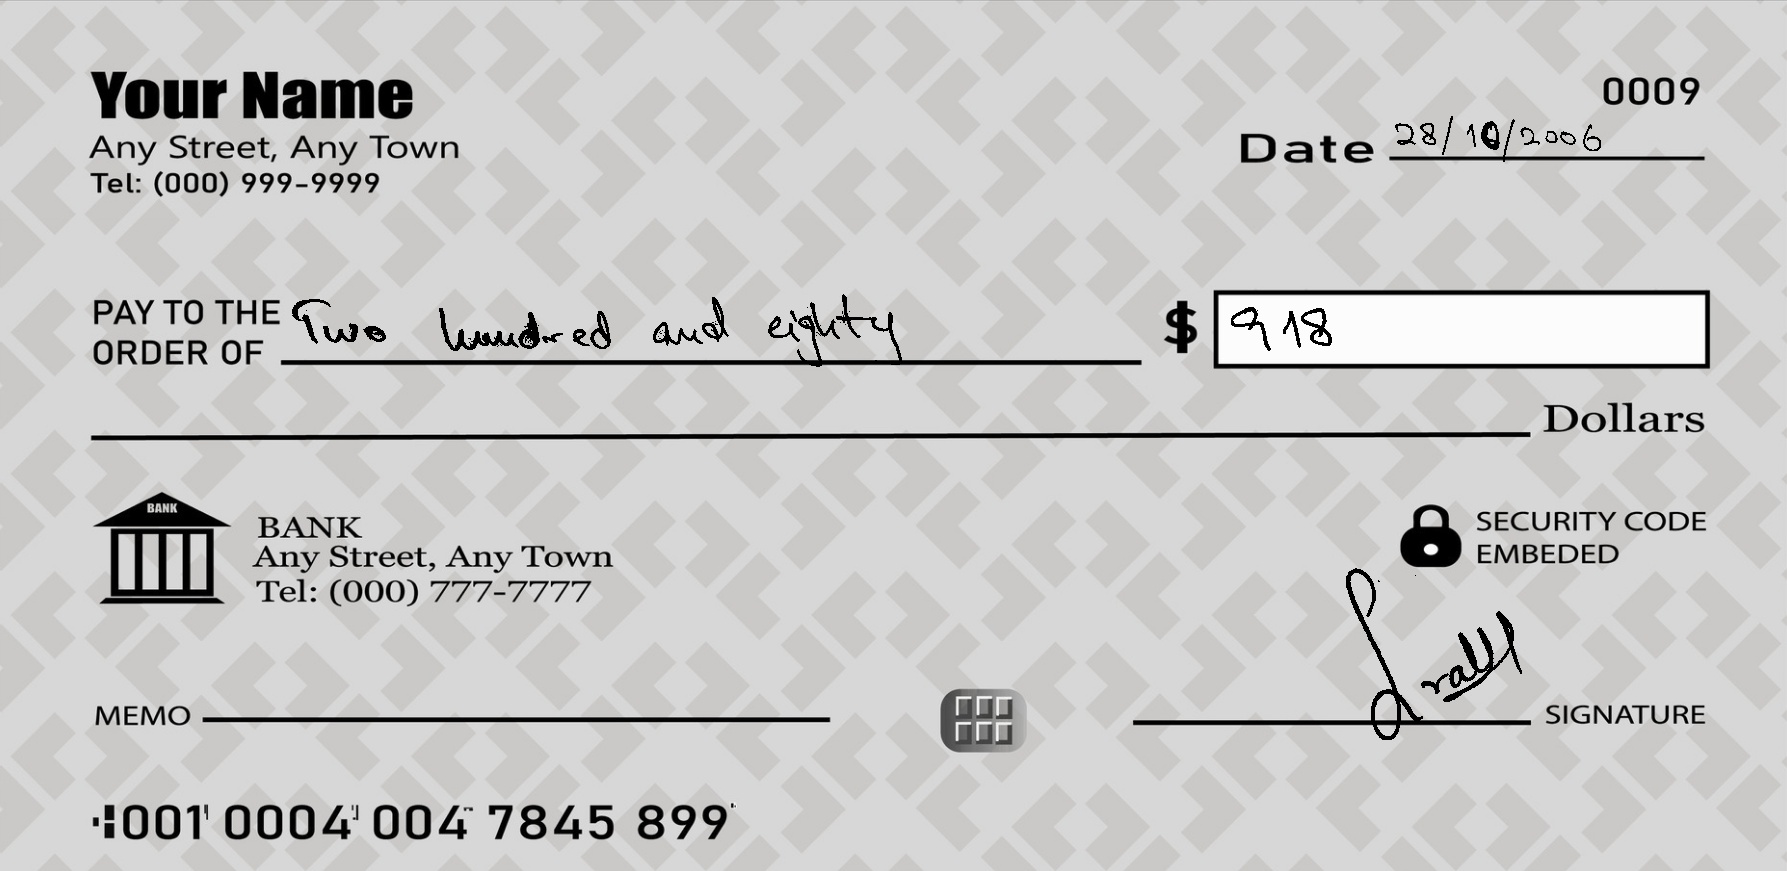 Your Name
0009
Any Street, Any Town
Date 28/10/2006
Tel: (000) 999-9999
PAY TO THE
ORDER OF Two hundred and eighty $ 918
Dollars
BANK
BANK
Any Street, Any Town
Tel: (000) 777-7777
SECURITY CODE
EMBEDED
MEMO
SIGNATURE
001 0004 004 7845 899